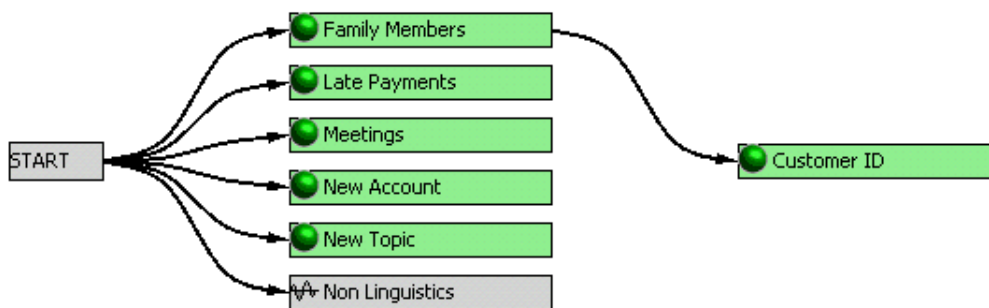 Family Members
Late Payments
Meetings
START
Customer ID
New Account
New Topic
Non Linguistics